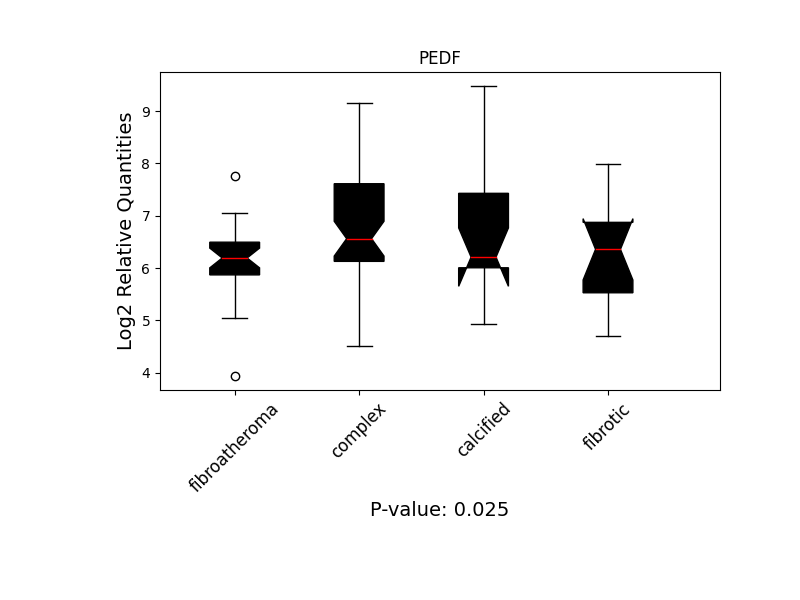 PEDF
Log2 Relative Quantities
9
8
7
6
5
4
fibroatheroma
complex
calcified
fibrotic
P-value: 0.025